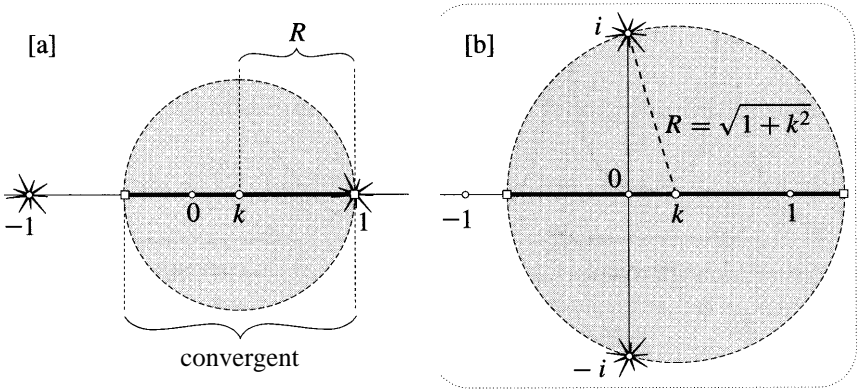 [a]
R
-1
0
k
1
convergent
[b]
i
R = √1 + k²
0
-1
k
1
- i